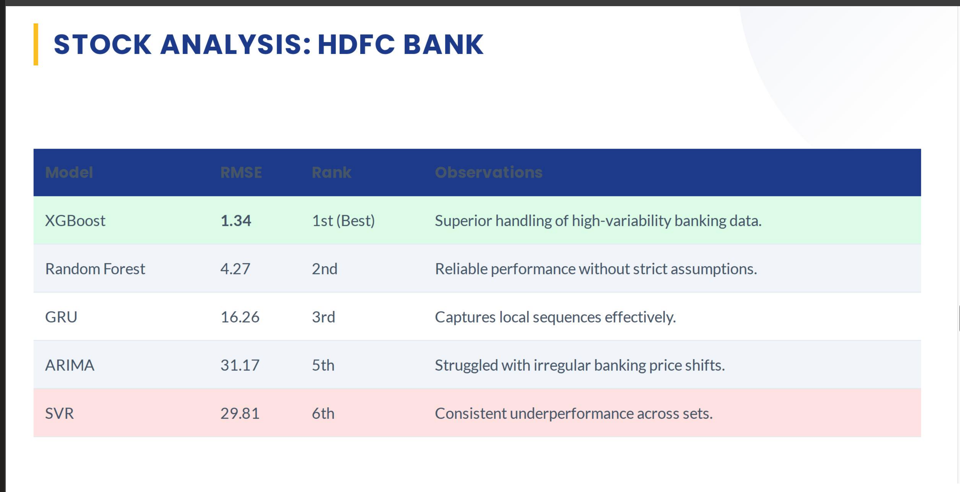 STOCK ANALYSIS: HDFC BANK
Model RMSE Rank Observations
XGBoost 1.34 1st (Best) Superior handling of high-variability banking data.
Random Forest 4.27 2nd Reliable performance without strict assumptions.
GRU 16.26 3rd Captures local sequences effectively.
ARIMA 31.17 5th Struggled with irregular banking price shifts.
SVR 29.81 6th Consistent underperformance across sets.